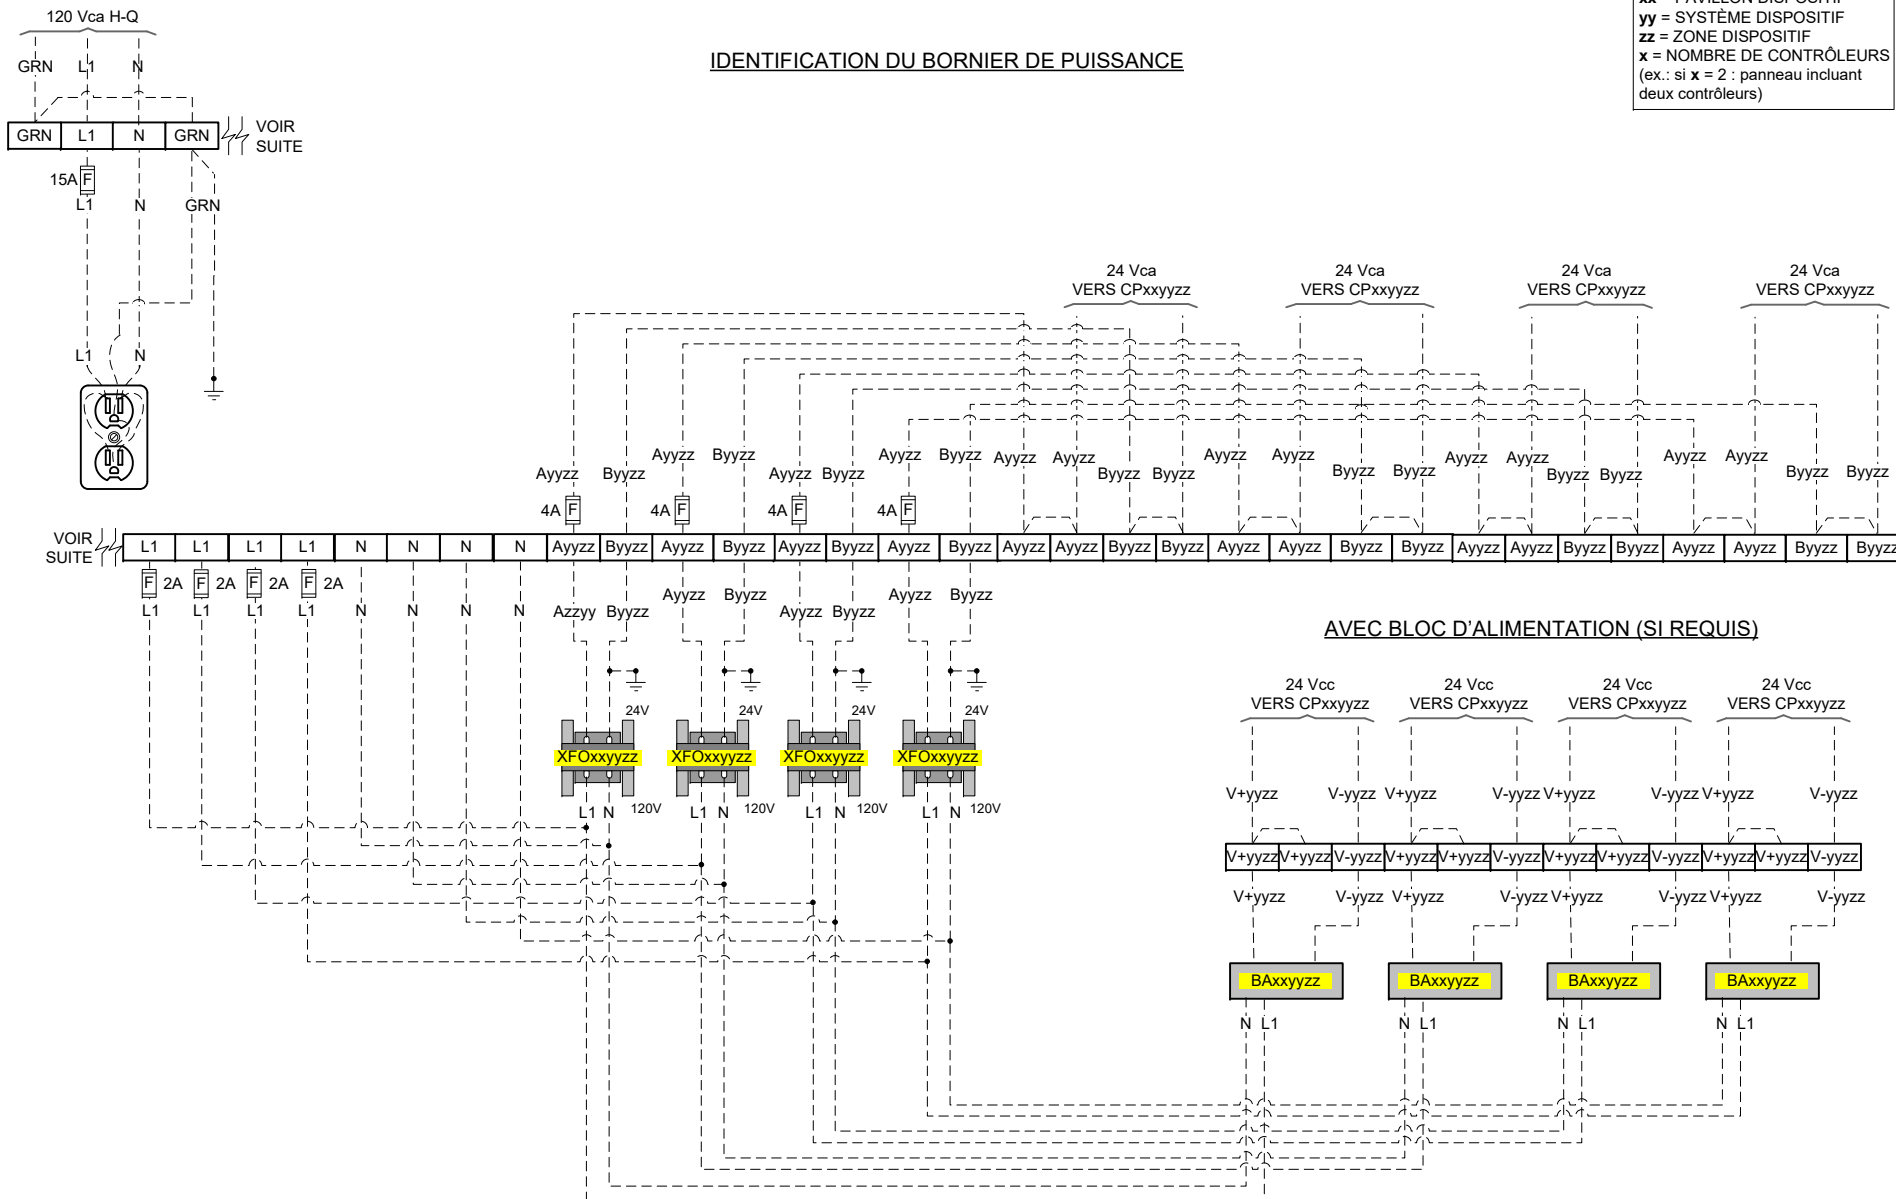 120 Vca H-Q
xx = PAVILLON DISPOSITIF
yy = SYSTÈME DISPOSITIF
zz = ZONE DISPOSITIF
x = NOMBRE DE CONTRÔLEURS
(ex.: si x = 2 : panneau incluant
deux contrôleurs)
IDENTIFICATION DU BORNIER DE PUISSANCE
GRN L1 N
GRN L1 N GRN
VOIR
SUITE
15A F
L1 N GRN
L1 N
24 Vca 24 Vca 24 Vca 24 Vca
VERS CPxxyyzz VERS CPxxyyzz VERS CPxxyyzz VERS CPxxyyzz
Ayyzz Byyzz Ayyzz Byyzz Ayyzz Byyzz Ayyzz Byyzz Ayyzz Ayyzz Byyzz Byyzz Ayyzz Ayyzz Byyzz Byyzz Ayyzz Ayyzz Byyzz Byyzz Ayyzz Ayyzz Byyzz Byyzz
4A F 4A F 4A F 4A F
VOIR
SUITE
L1 L1 L1 L1 N N N N Ayyzz Byyzz Ayyzz Byyzz Ayyzz Byyzz Ayyzz Byyzz Ayyzz Ayyzz Byyzz Byyzz Ayyzz Ayyzz Byyzz Byyzz Ayyzz Ayyzz Byyzz Byyzz Ayyzz Ayyzz Byyzz Byyzz
F 2A F 2A F 2A F 2A
L1 L1 L1 L1 N N N N Azzyy Byyzz Ayyzz Byyzz Ayyzz Byyzz Ayyzz Byyzz
AVEC BLOC D'ALIMENTATION (SI REQUIS)
24 Vcc 24 Vcc 24 Vcc 24 Vcc
VERS CPxxyyzz VERS CPxxyyzz VERS CPxxyyzz VERS CPxxyyzz
24V 24V 24V 24V
XFOxxyyzz XFOxxyyzz XFOxxyyzz XFOxxyyzz
L1 N 120V L1 N 120V L1 N 120V L1 N 120V
V+yyzz V-yyzz V+yyzz V-yyzz V+yyzz V-yyzz V+yyzz V-yyzz
V+yyzz V+yyzz V-yyzz V+yyzz V+yyzz V-yyzz V+yyzz V+yyzz V-yyzz V+yyzz V+yyzz V-yyzz
V+yyzz V-yyzz V+yyzz V-yyzz V+yyzz V-yyzz V+yyzz V-yyzz
BAxxyyzz BAxxyyzz BAxxyyzz BAxxyyzz
N L1 N L1 N L1 N L1